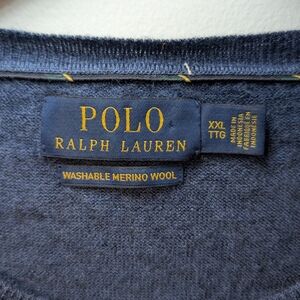 POLO
RALPH LAUREN
WASHABLE MERINO WOOL
XXL
TTG
MADE IN
INDONESIA
FABRIQUÉ EN
INDONÉSIE